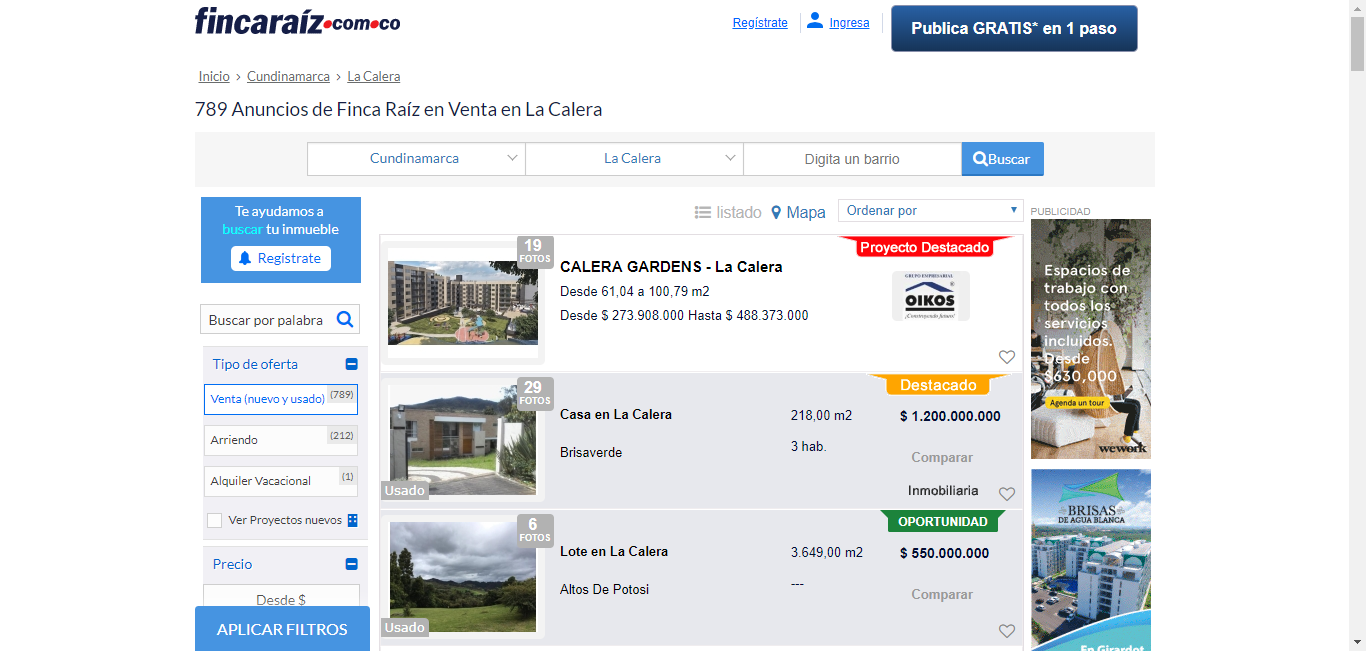 fincaraíz.com.co
Regístrate
Ingresa
Publica GRATIS* en 1 paso
Inicio › Cundinamarca › La Calera
789 Anuncios de Finca Raíz en Venta en La Calera
Cundinamarca
La Calera
Digita un barrio
Buscar
Te ayudamos a
buscar tu inmueble
Registrate
Buscar por palabra
Tipo de oferta
Venta (nuevo y usado) (789)
Arriendo (212)
Alquiler Vacacional (1)
Ver Proyectos nuevos
Precio
Desde $
APLICAR FILTROS
listado
Mapa
Ordenar por
19
FOTOS
CALERA GARDENS - La Calera
Desde 61,04 a 100,79 m2
Desde $ 273.908.000 Hasta $ 488.373.000
Proyecto Destacado
GRUPO EMPRESARIAL
OIKOS
¡Construyendo futuro!
29
FOTOS
Usado
Casa en La Calera
Brisaverde
218,00 m2
3 hab.
Destacado
$ 1.200.000.000
Comparar
Inmobiliaria
6
FOTOS
Usado
Lote en La Calera
Altos De Potosi
3.649,00 m2
---
OPORTUNIDAD
$ 550.000.000
Comparar
PUBLICIDAD
Espacios de
trabajo con
todos los
servicios
incluidos.
Desde
$630,000
Agenda un tour
wework
BRISAS
DE AGUA BLANCA
En Girardot